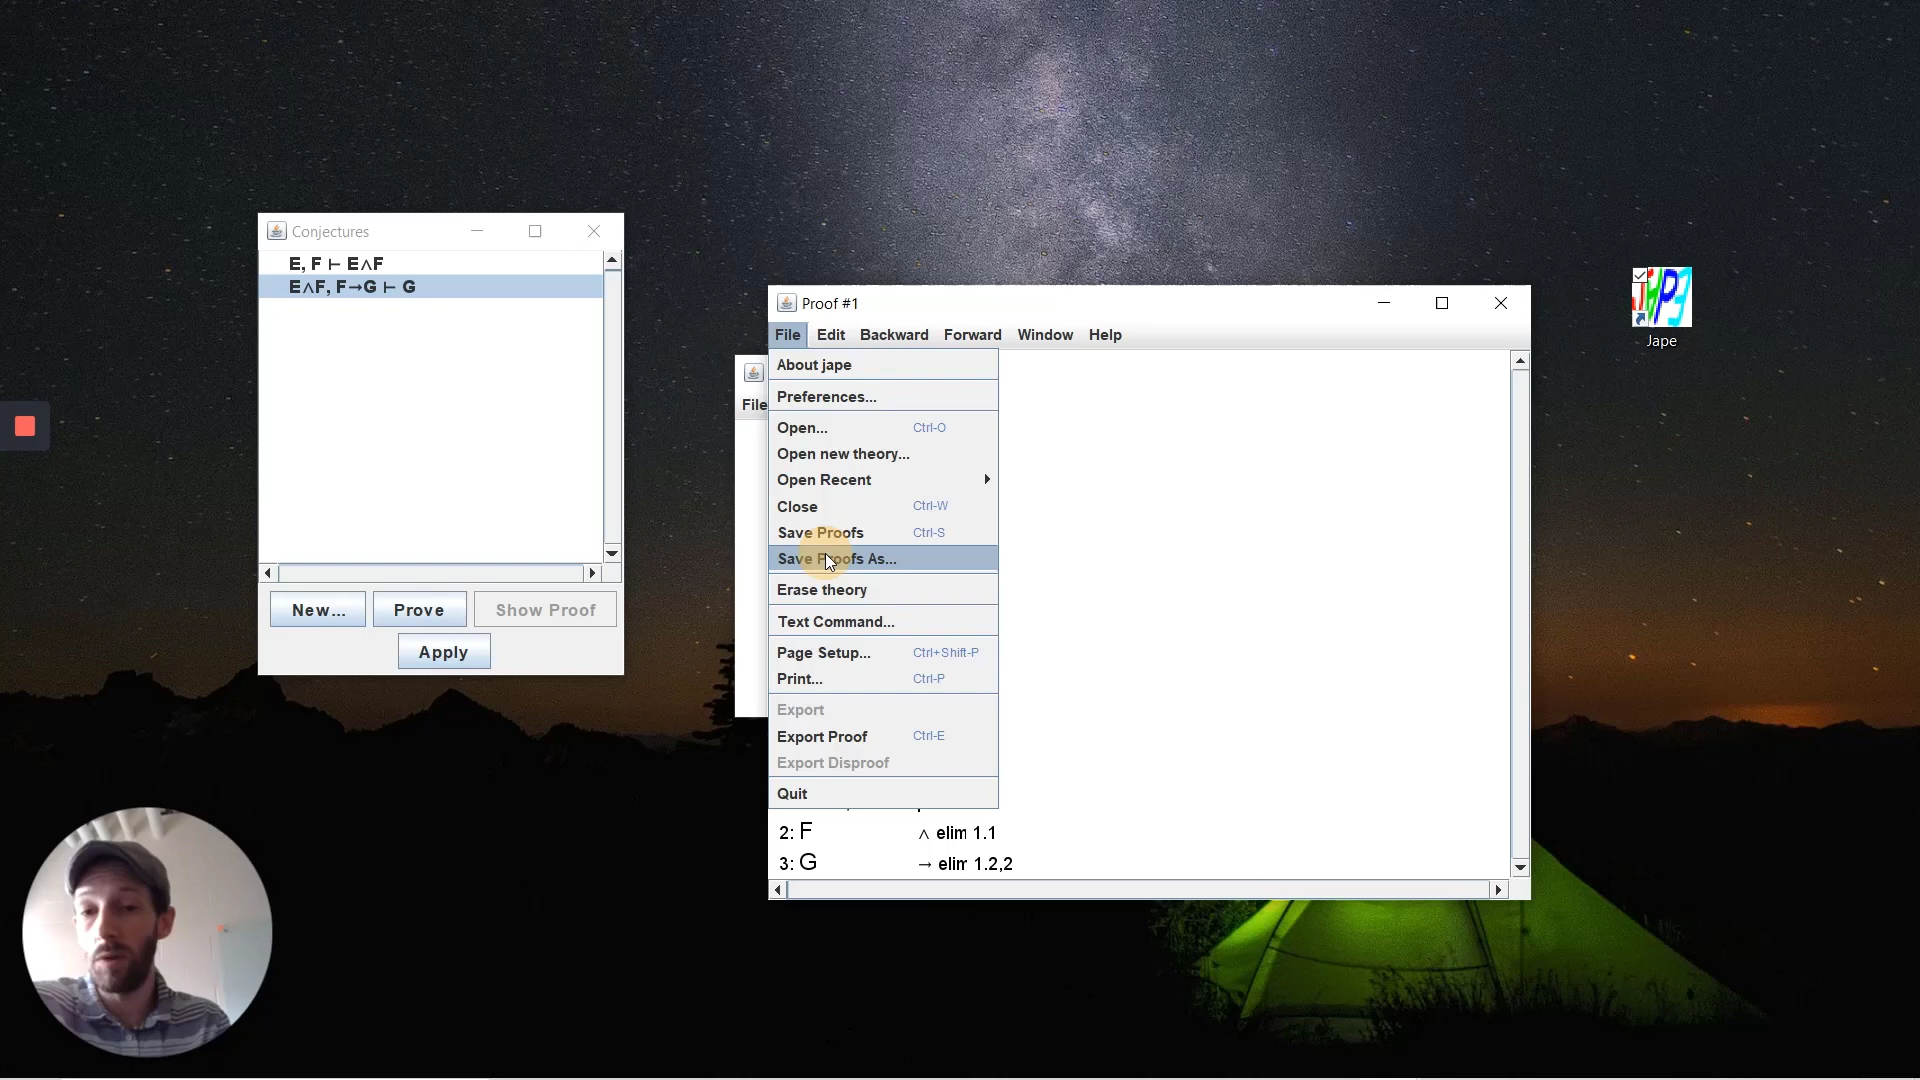 Conjectures
E, F ⊢ E∧F
E∧F, F→G ⊢ G
New...
Prove
Show Proof
Apply
Proof #1
File Edit Backward Forward Window Help
File
About jape
Preferences...
Open... Ctrl-O
Open new theory...
Open Recent
Close Ctrl-W
Save Proofs Ctrl-S
Save Proofs As...
Erase theory
Text Command...
Page Setup... Ctrl+Shift-P
Print... Ctrl-P
Export
Export Proof Ctrl-E
Export Disproof
Quit
2: F ∧ elim 1.1
3: G → elim 1.2,2
JAPE
Jape